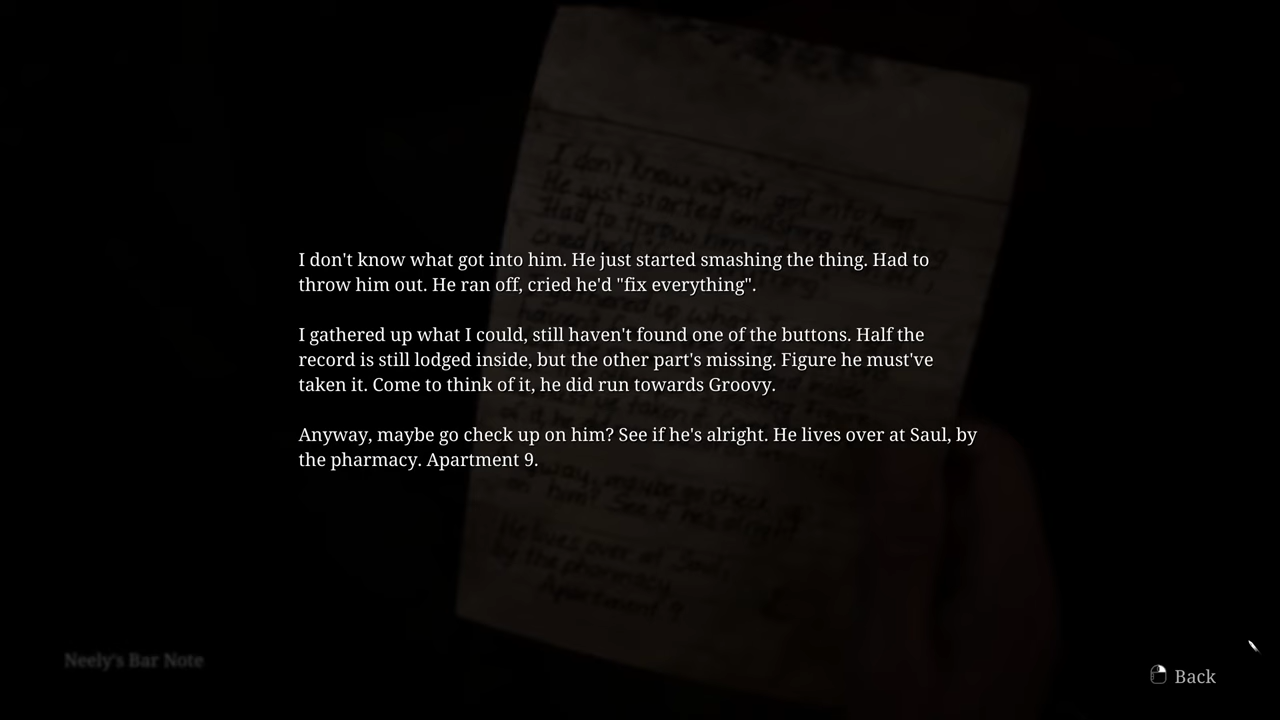 I don't know what got into him. He just started smashing the thing. Had to
throw him out. He ran off, cried he'd "fix everything".
I gathered up what I could, still haven't found one of the buttons. Half the
record is still lodged inside, but the other part's missing. Figure he must've
taken it. Come to think of it, he did run towards Groovy.
Anyway, maybe go check up on him? See if he's alright. He lives over at Saul, by
the pharmacy. Apartment 9.
Neely's Bar Note
Back